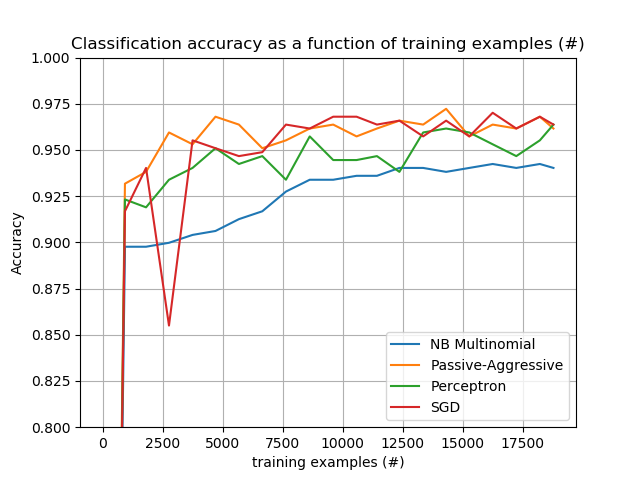 Classification accuracy as a function of training examples (#)
1.000
0.975
0.950
0.925
0.900
0.875
0.850
0.825
0.800
Accuracy
NB Multinomial
Passive-Aggressive
Perceptron
SGD
0 2500 5000 7500 10000 12500 15000 17500
training examples (#)